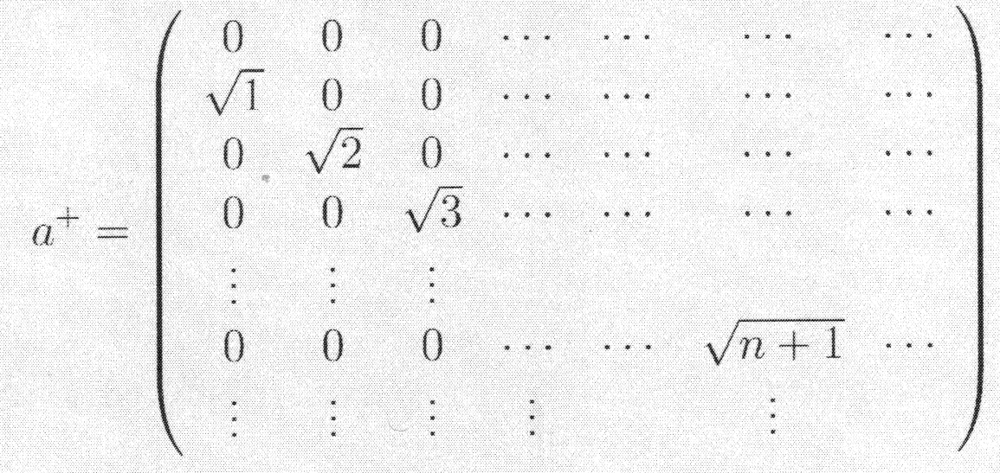 0 0 0 ⋯ ⋯ ⋯ ⋯
√1 0 0 ⋯ ⋯ ⋯ ⋯
0 √2 0 ⋯ ⋯ ⋯ ⋯
a⁺ = 0 0 √3 ⋯ ⋯ ⋯ ⋯
⋮ ⋮ ⋮
0 0 0 ⋯ ⋯ √(n + 1) ⋯
⋮ ⋮ ⋮ ⋮ ⋮